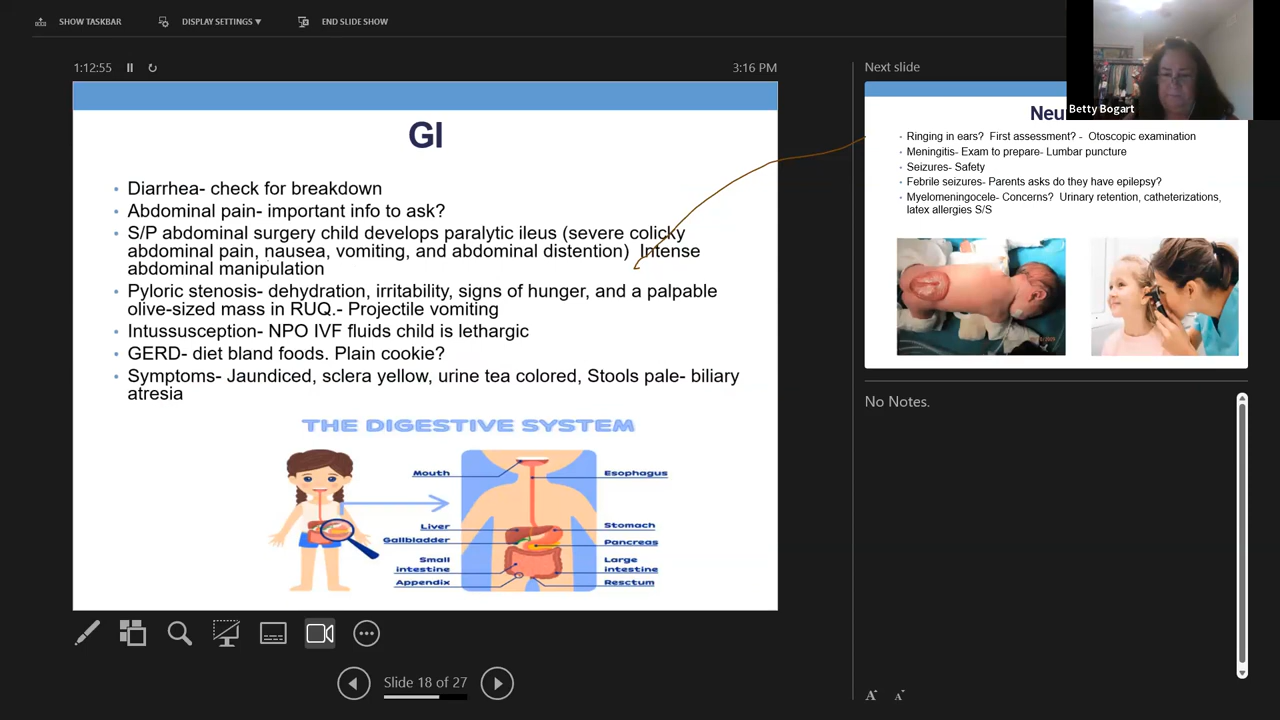 SHOW TASKBAR
DISPLAY SETTINGS ▼
END SLIDE SHOW
1:12:55
3:16 PM
GI
• Diarrhea- check for breakdown
• Abdominal pain- important info to ask?
• S/P abdominal surgery child develops paralytic ileus (severe colicky
abdominal pain, nausea, vomiting, and abdominal distention) Intense
abdominal manipulation
• Pyloric stenosis- dehydration, irritability, signs of hunger, and a palpable
olive-sized mass in RUQ.- Projectile vomiting
• Intussusception- NPO IVF fluids child is lethargic
• GERD- diet bland foods. Plain cookie?
• Symptoms- Jaundiced, sclera yellow, urine tea colored, Stools pale- biliary
atresia
THE DIGESTIVE SYSTEM
Mouth
Esophagus
Liver
Stomach
Gallbladder
Pancreas
Small
intestine
Large
intestine
Appendix
Resctum
Slide 18 of 27
Next slide
Betty Bogart
Neu
• Ringing in ears? First assessment? - Otoscopic examination
• Meningitis- Exam to prepare- Lumbar puncture
• Seizures- Safety
• Febrile seizures- Parents asks do they have epilepsy?
• Myelomeningocele- Concerns? Urinary retention, catheterizations,
latex allergies S/S
No Notes.
A A